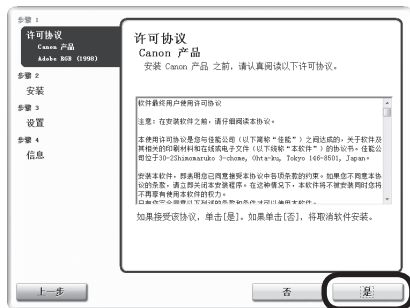 步骤 1
许可协议
Canon 产品
Adobe RGB (1998)
步骤 2
安装
步骤 3
设置
步骤 4
信息
许可协议
Canon 产品
安装 Canon 产品 之前，请认真阅读以下许可协议。
软件最终用户使用许可协议
注意：在安装软件之前，请仔细阅读本协议。
本使用许可协议是您与佳能公司（以下简称“佳能”）之间达成的，关于软件及
其相关的印刷材料和在线或电子文件（以下统称“本软件”）的协议书。佳能公
司位于30-2Shimomaruko 3-chome, Ohta-ku, Tokyo 146-8501, Japan。
安装本软件，即表明您已同意接受本协议中各项条款的约束。如果您不同意本协
议的条款，请立即关闭本安装程序。在这种情况下，本软件将不被安装同时您将
不再享有使用本软件的权力。
如果接受该协议，单击[是]。如果单击[否]，将取消软件安装。
上一步
否
是